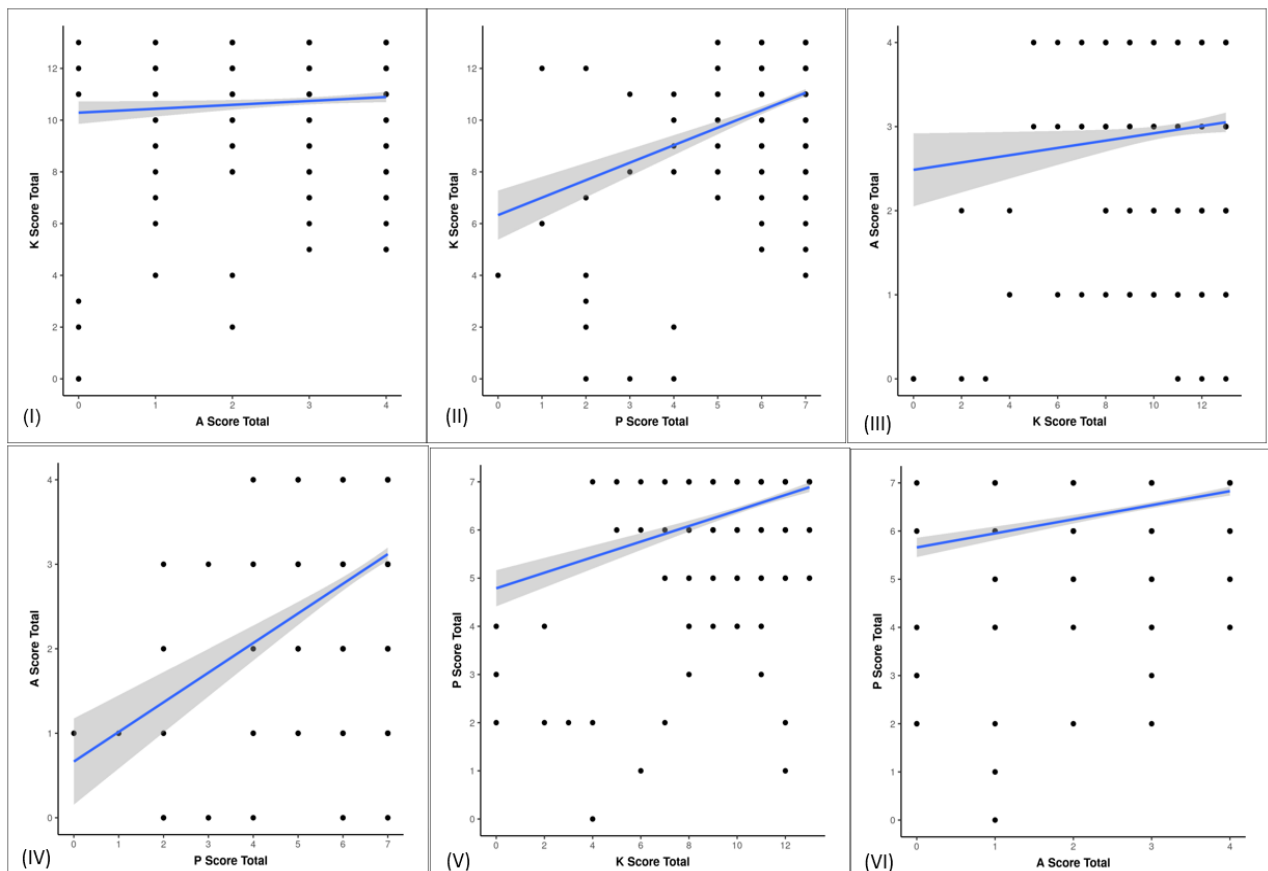 K Score Total
12
10
8
6
4
2
0
0 1 2 3 4
A Score Total
(I)
K Score Total
12
10
8
6
4
2
0
0 1 2 3 4 5 6 7
P Score Total
(II)
A Score Total
4
3
2
1
0
0 2 4 6 8 10 12
K Score Total
(III)
A Score Total
4
3
2
1
0
0 1 2 3 4 5 6 7
P Score Total
(IV)
P Score Total
7
6
5
4
3
2
1
0
0 2 4 6 8 10 12
K Score Total
(V)
P Score Total
7
6
5
4
3
2
1
0
0 1 2 3 4
A Score Total
(VI)